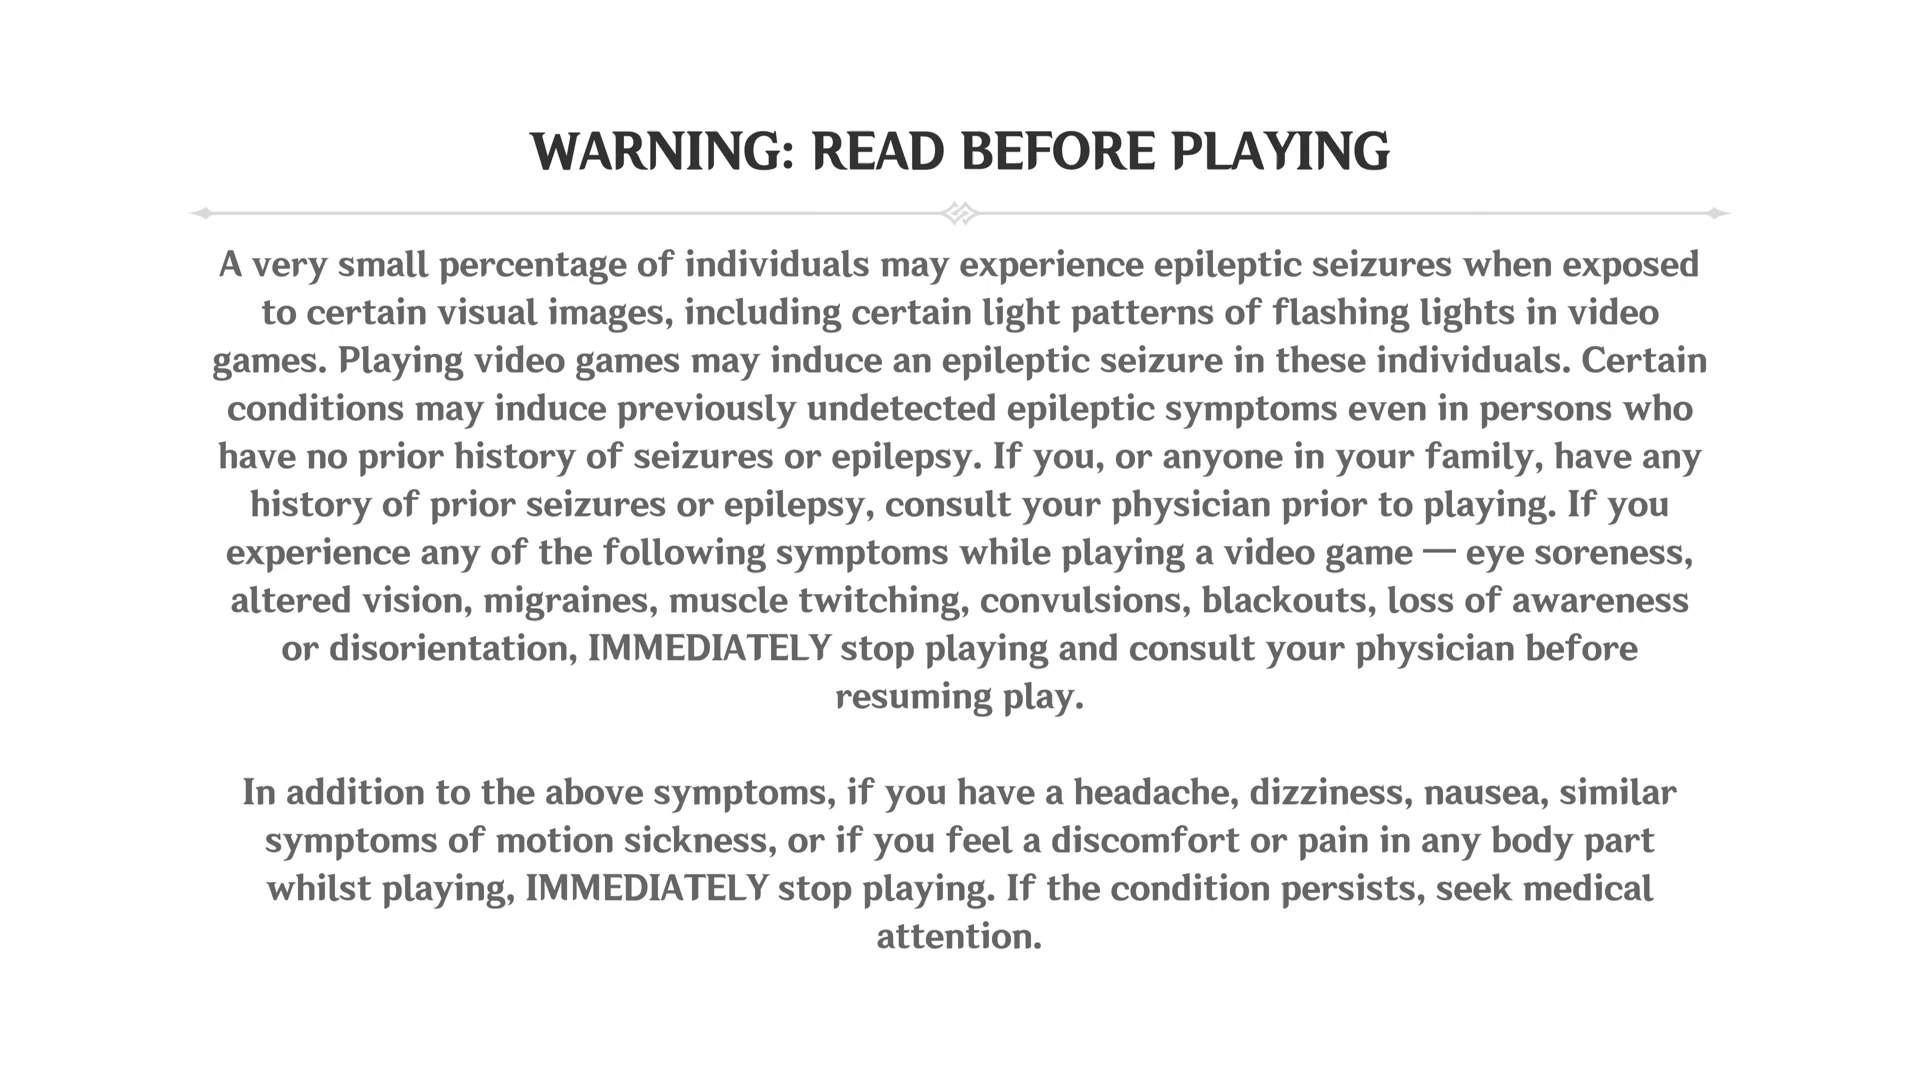 WARNING: READ BEFORE PLAYING
A very small percentage of individuals may experience epileptic seizures when exposed
to certain visual images, including certain light patterns of flashing lights in video
games. Playing video games may induce an epileptic seizure in these individuals. Certain
conditions may induce previously undetected epileptic symptoms even in persons who
have no prior history of seizures or epilepsy. If you, or anyone in your family, have any
history of prior seizures or epilepsy, consult your physician prior to playing. If you
experience any of the following symptoms while playing a video game — eye soreness,
altered vision, migraines, muscle twitching, convulsions, blackouts, loss of awareness
or disorientation, IMMEDIATELY stop playing and consult your physician before
resuming play.
In addition to the above symptoms, if you have a headache, dizziness, nausea, similar
symptoms of motion sickness, or if you feel a discomfort or pain in any body part
whilst playing, IMMEDIATELY stop playing. If the condition persists, seek medical
attention.